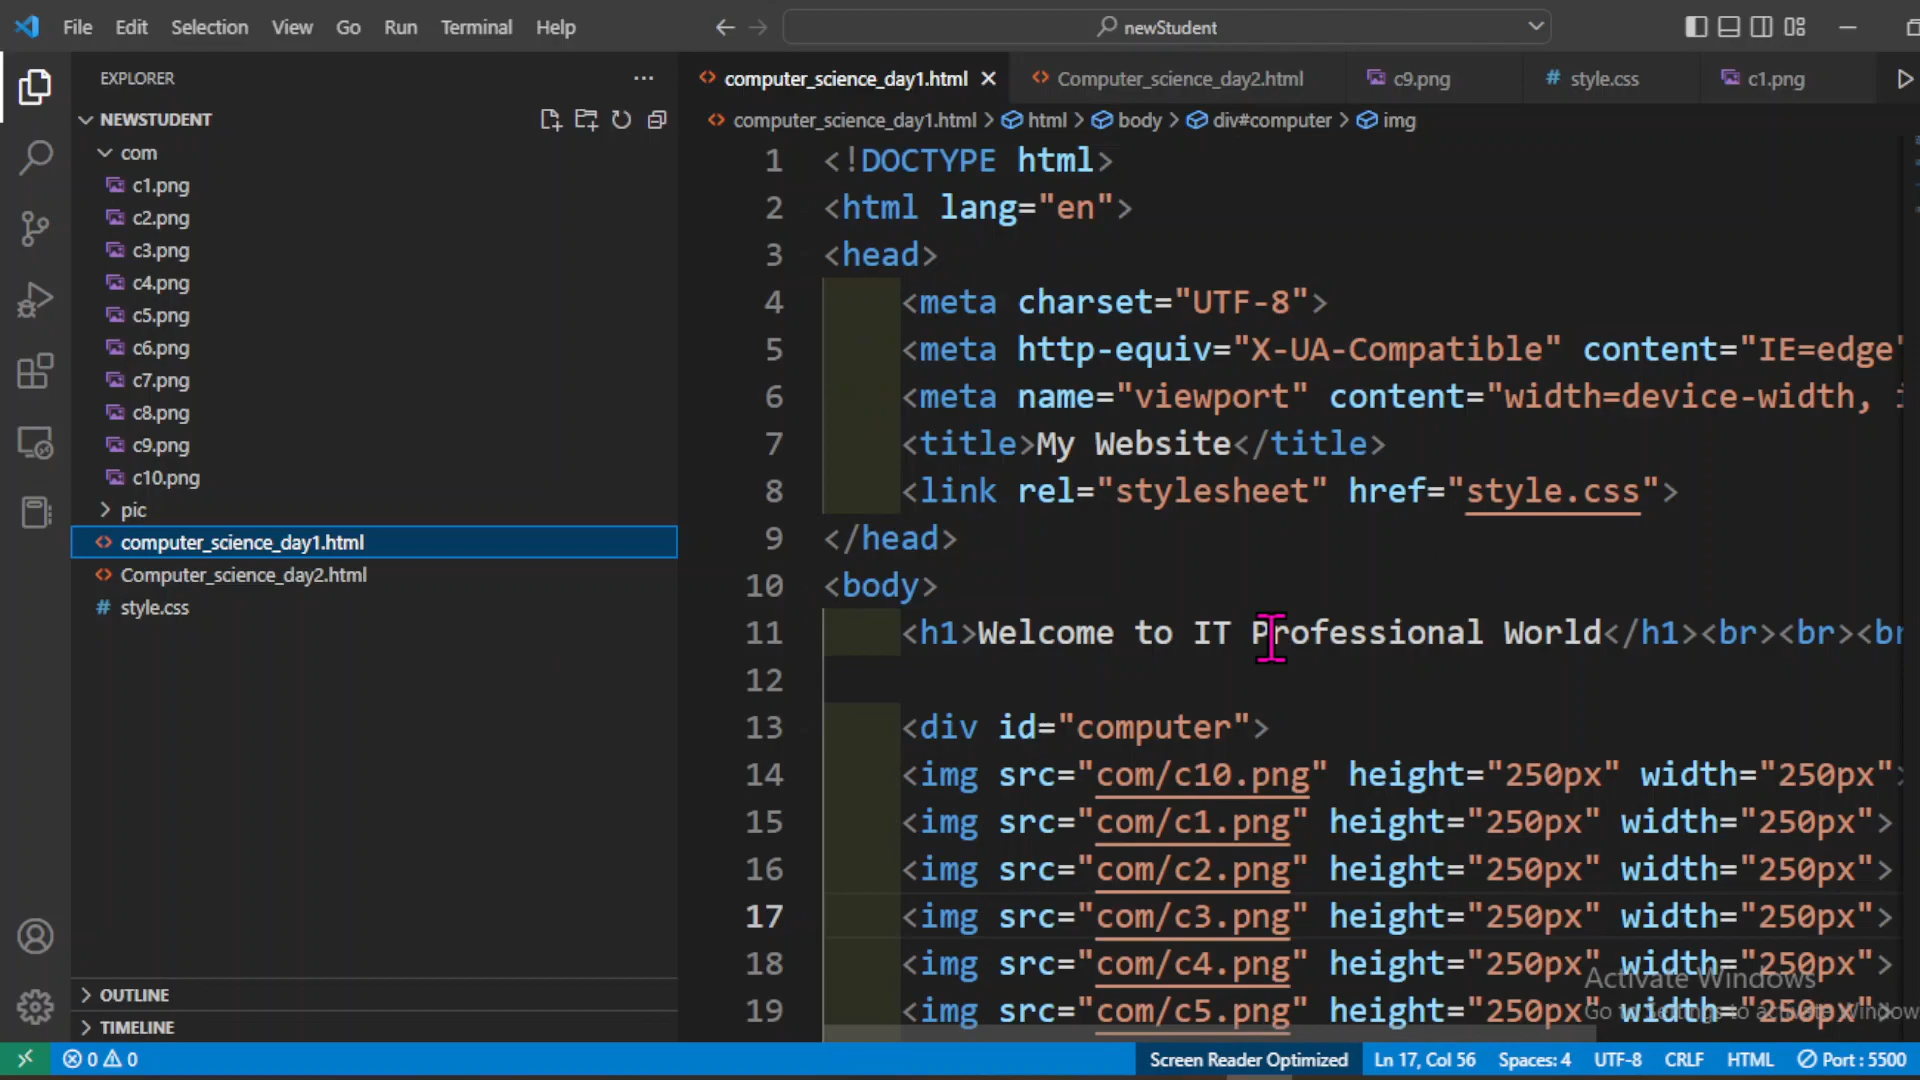 File Edit Selection View Go Run Terminal Help
newStudent
EXPLORER
NEWSTUDENT
com
c1.png
c2.png
c3.png
c4.png
c5.png
c6.png
c7.png
c8.png
c9.png
c10.png
pic
computer_science_day1.html
Computer_science_day2.html
style.css
OUTLINE
TIMELINE
computer_science_day1.html Computer_science_day2.html c9.png style.css c1.png
computer_science_day1.html > html > body > div#computer > img
1 <!DOCTYPE html>
2 <html lang="en">
3 <head>
4 <meta charset="UTF-8">
5 <meta http-equiv="X-UA-Compatible" content="IE=edge"
6 <meta name="viewport" content="width=device-width, i
7 <title>My Website</title>
8 <link rel="stylesheet" href="style.css">
9 </head>
10 <body>
11 <h1>Welcome to IT Professional World</h1><br><br><br
12
13 <div id="computer">
14 <img src="com/c10.png" height="250px" width="250px">
15 <img src="com/c1.png" height="250px" width="250px">
16 <img src="com/c2.png" height="250px" width="250px">
17 <img src="com/c3.png" height="250px" width="250px">
18 <img src="com/c4.png" height="250px" width="250px">
19 <img src="com/c5.png" height="250px" width="250px">
Activate Windows
Go to Settings to activate Windows
0 0 Screen Reader Optimized Ln 17, Col 56 Spaces: 4 UTF-8 CRLF HTML Port : 5500